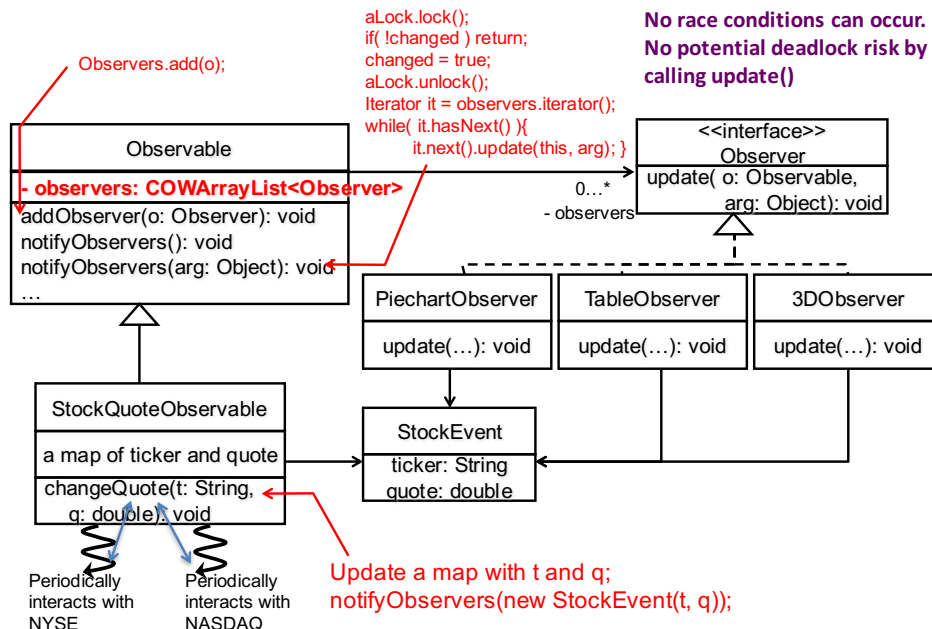 aLock.lock();
if( !changed ) return;
changed = true;
aLock.unlock();
Iterator it = observers.iterator();
while( it.hasNext() ){
it.next().update(this, arg); }
No race conditions can occur.
No potential deadlock risk by
calling update()
Observers.add(o);
Observable
- observers: COWArrayList<Observer>
addObserver(o: Observer): void
notifyObservers(): void
notifyObservers(arg: Object): void
…
0…*
- observers
<<interface>>
Observer
update( o: Observable,
arg: Object): void
PiechartObserver
update(…): void
TableObserver
update(…): void
3DObserver
update(…): void
StockQuoteObservable
a map of ticker and quote
changeQuote(t: String,
q: double): void
StockEvent
ticker: String
quote: double
Periodically
interacts with
NYSE
Periodically
interacts with
NASDAQ
Update a map with t and q;
notifyObservers(new StockEvent(t, q));